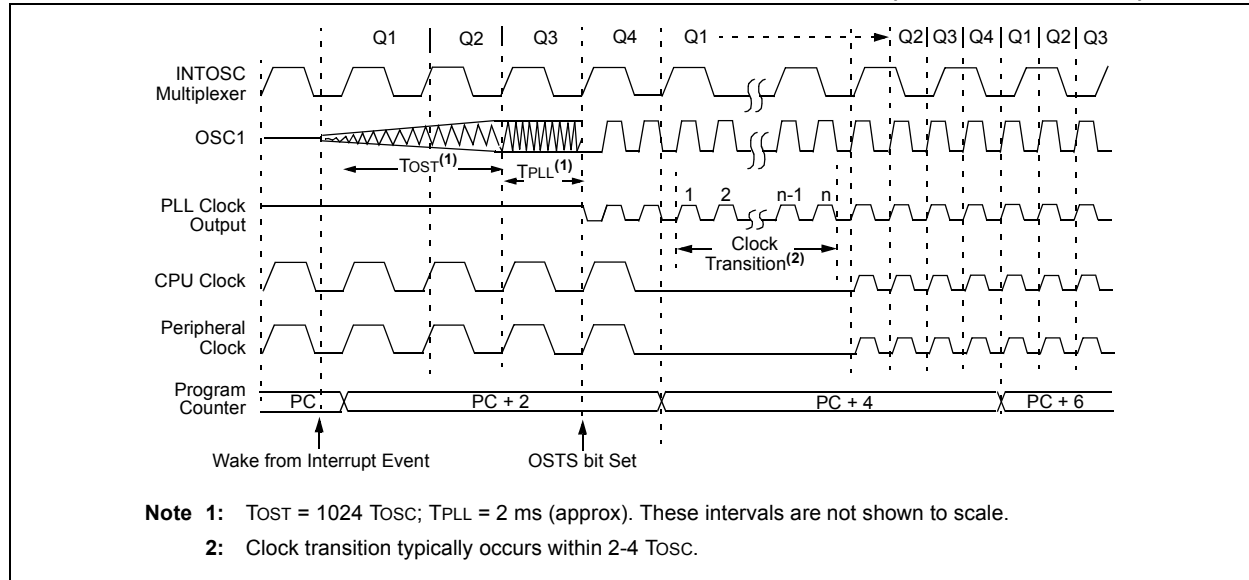 Q1 Q2 Q3 Q4 Q1 Q2 Q3 Q4 Q1 Q2 Q3
INTOSC
Multiplexer
OSC1
TOST(1)
TPLL(1)
1 2 n-1 n
PLL Clock
Output
Clock
Transition(2)
CPU Clock
Peripheral
Clock
Program
Counter
PC PC + 2 PC + 4 PC + 6
Wake from Interrupt Event OSTS bit Set
Note 1: TOST = 1024 TOSC; TPLL = 2 ms (approx). These intervals are not shown to scale.
2: Clock transition typically occurs within 2-4 TOSC.